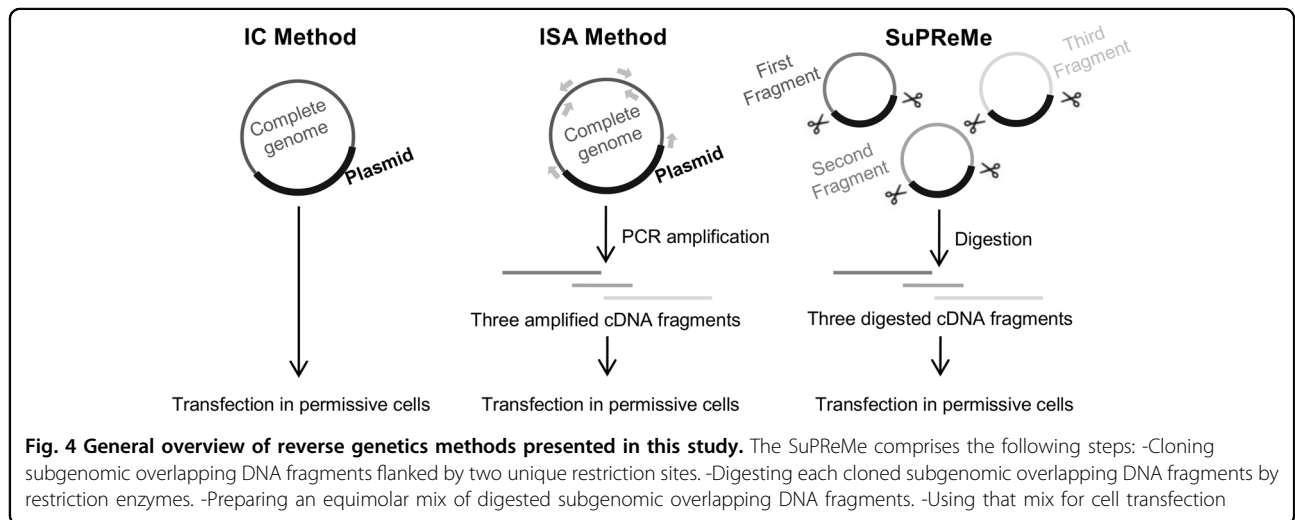 IC Method
ISA Method
SuPReMe
Complete
genome
Plasmid
Complete
genome
Plasmid
First
Fragment
Third
Fragment
Second
Fragment
PCR amplification
Digestion
Three amplified cDNA fragments
Three digested cDNA fragments
Transfection in permissive cells
Transfection in permissive cells
Transfection in permissive cells
Fig. 4 General overview of reverse genetics methods presented in this study. The SuPReMe comprises the following steps: -Cloning
subgenomic overlapping DNA fragments flanked by two unique restriction sites. -Digesting each cloned subgenomic overlapping DNA fragments by
restriction enzymes. -Preparing an equimolar mix of digested subgenomic overlapping DNA fragments. -Using that mix for cell transfection